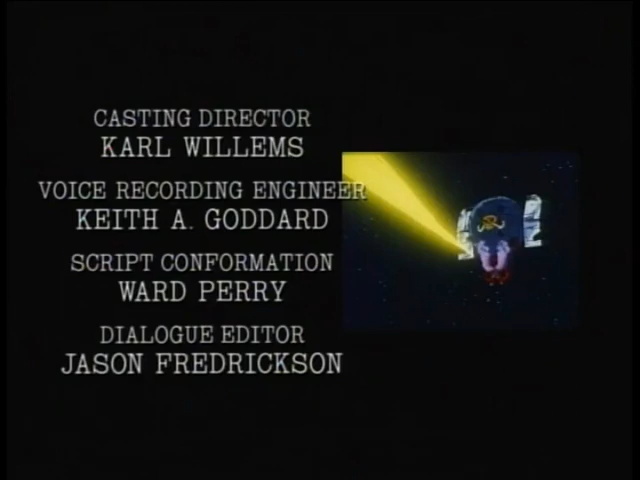 CASTING DIRECTOR
KARL WILLEMS
VOICE RECORDING ENGINEER
KEITH A. GODDARD
SCRIPT CONFORMATION
WARD PERRY
DIALOGUE EDITOR
JASON FREDRICKSON